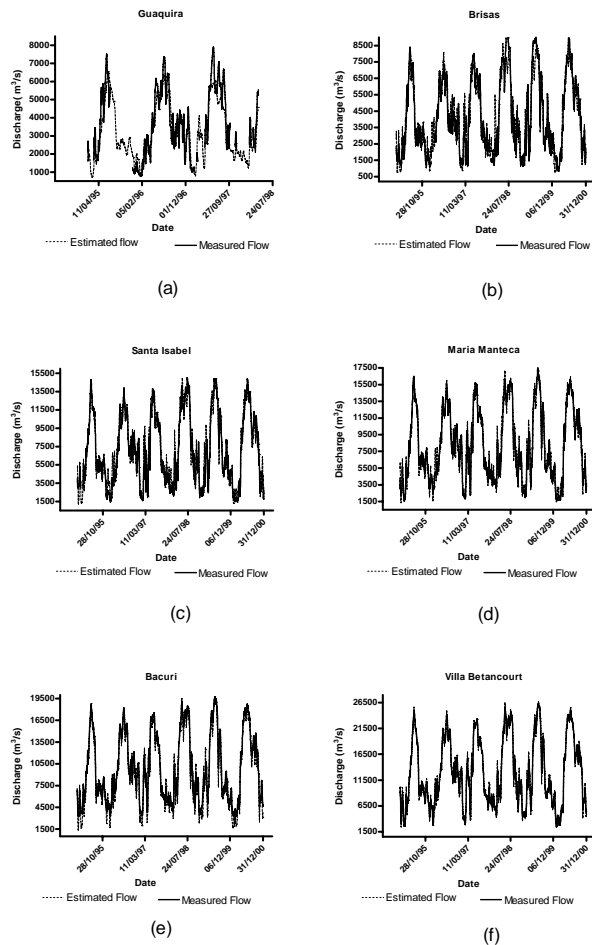 Guaquira
Discharge( m³/s)
8000
7000
6000
5000
4000
3000
2000
1000
11/04/95
05/02/96
01/12/96
27/09/97
24/07/98
Date
Estimated flow
Measured Flow
(a)
Brisas
Discharge (m³/s)
8500
7500
6500
5500
4500
3500
2500
1500
500
28/10/95
11/03/97
24/07/98
06/12/99
31/12/00
Date
Estimated flow
Measured Flow
(b)
Santa Isabel
Discharge (m³/s)
15500
13500
11500
9500
7500
5500
3500
1500
28/10/95
11/03/97
24/07/98
06/12/99
31/12/00
Date
Estimated Flow
Measured Flow
(c)
Maria Manteca
Discharge (m³/s)
17500
15500
13500
11500
9500
7500
5500
3500
1500
28/10/95
11/03/97
24/07/98
06/12/99
31/12/00
Date
Estimated Flow
Measured Flow
(d)
Bacuri
Discharge (m³/s)
19500
16500
13500
10500
7500
4500
1500
28/10/95
11/03/97
24/07/98
06/12/99
31/12/00
Date
Estimated Flow
Measured Flow
(e)
Villa Betancourt
Discharge (m³/s)
26500
21500
16500
11500
6500
1500
28/10/95
11/03/97
24/07/98
06/12/99
31/12/00
Date
Estimated Flow
Measured Flow
(f)